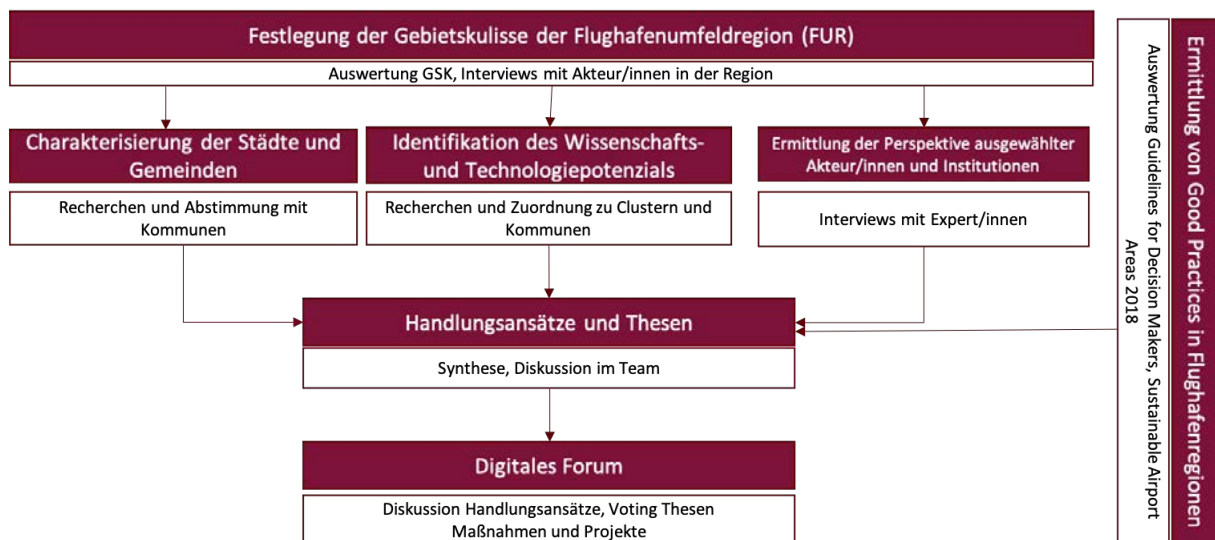 Festlegung der Gebietskulisse der Flughafenumfeldregion (FUR)
Auswertung GSK, Interviews mit Akteur/innen in der Region
Charakterisierung der Städte und
Gemeinden
Recherchen und Abstimmung mit
Kommunen
Identifikation des Wissenschafts-
und Technologiepotenzials
Recherchen und Zuordnung zu Clustern und
Kommunen
Ermittlung der Perspektive ausgewählter
Akteur/innen und Institutionen
Interviews mit Expert/innen
Handlungsansätze und Thesen
Synthese, Diskussion im Team
Digitales Forum
Diskussion Handlungsansätze, Voting Thesen
Maßnahmen und Projekte
Ermittlung von Good Practices in Flughafenregionen
Auswertung Guidelines for Decision Makers, Sustainable Airport
Areas 2018